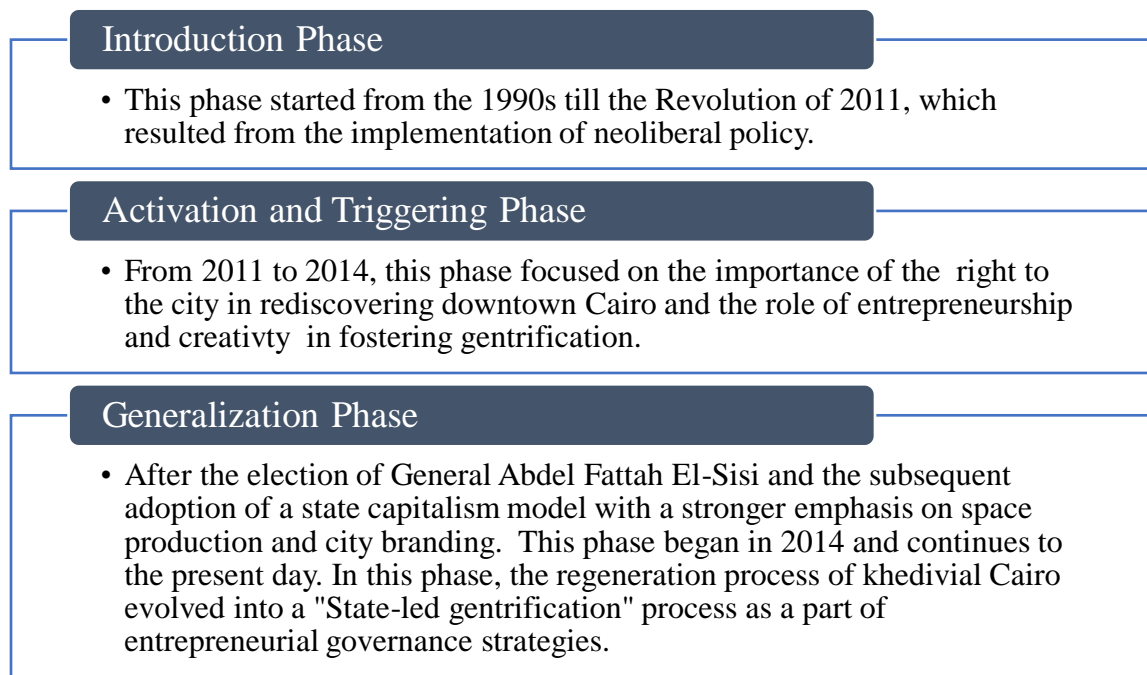 Introduction Phase
• This phase started from the 1990s till the Revolution of 2011, which
resulted from the implementation of neoliberal policy.
Activation and Triggering Phase
• From 2011 to 2014, this phase focused on the importance of the right to
the city in rediscovering downtown Cairo and the role of entrepreneurship
and creativty in fostering gentrification.
Generalization Phase
• After the election of General Abdel Fattah El-Sisi and the subsequent
adoption of a state capitalism model with a stronger emphasis on space
production and city branding. This phase began in 2014 and continues to
the present day. In this phase, the regeneration process of khedivial Cairo
evolved into a "State-led gentrification" process as a part of
entrepreneurial governance strategies.